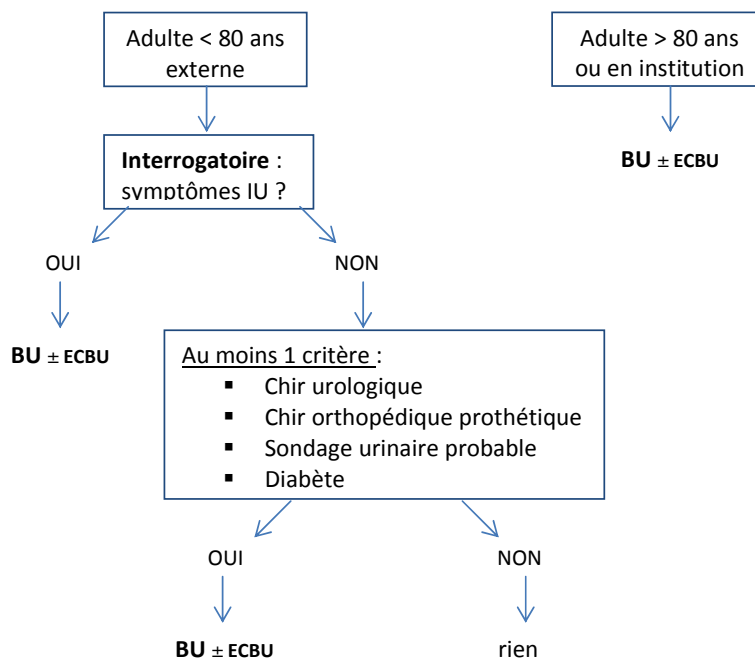 Adulte < 80 ans
externe
Adulte > 80 ans
ou en institution
Interrogatoire :
symptômes IU ?
BU ± ECBU
OUI
NON
BU ± ECBU
Au moins 1 critère :
▪ Chir urologique
▪ Chir orthopédique prothétique
▪ Sondage urinaire probable
▪ Diabète
OUI
NON
BU ± ECBU
rien